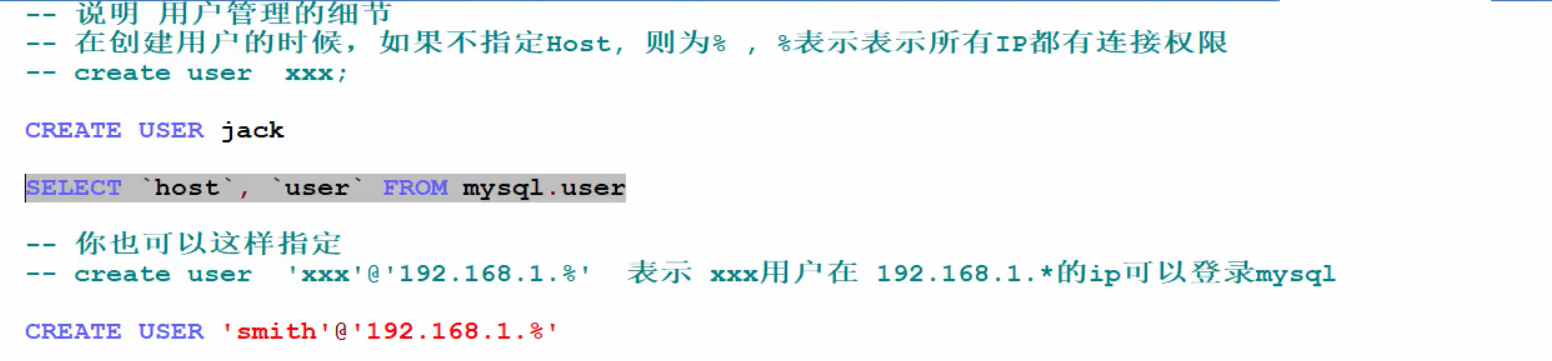 -- 说明 用户管理的细节
-- 在创建用户的时候，如果不指定Host, 则为% , %表示表示所有IP都有连接权限
-- create user  xxx;
CREATE USER jack
SELECT `host`, `user` FROM mysql.user
-- 你也可以这样指定
-- create user  'xxx'@'192.168.1.%'  表示 xxx用户在 192.168.1.*的ip可以登录mysql
CREATE USER 'smith'@'192.168.1.%'